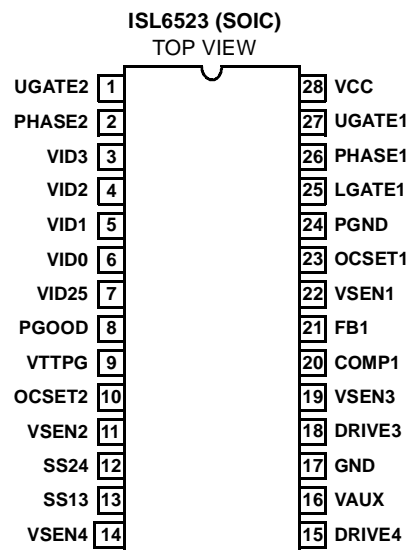 ISL6523 (SOIC)
TOP VIEW
UGATE2 1 28 VCC
PHASE2 2 27 UGATE1
VID3 3 26 PHASE1
VID2 4 25 LGATE1
VID1 5 24 PGND
VID0 6 23 OCSET1
VID25 7 22 VSEN1
PGOOD 8 21 FB1
VTTPG 9 20 COMP1
OCSET2 10 19 VSEN3
VSEN2 11 18 DRIVE3
SS24 12 17 GND
SS13 13 16 VAUX
VSEN4 14 15 DRIVE4